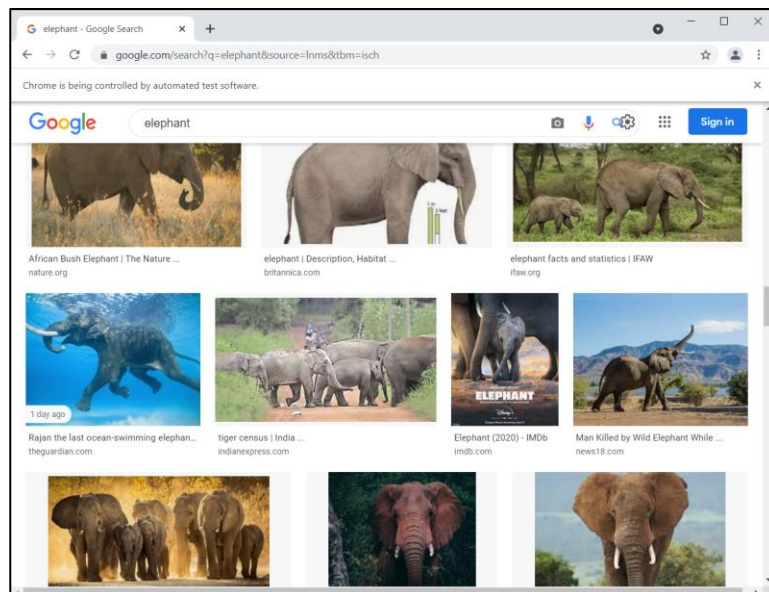 elephant - Google Search
google.com/search?q=elephant&source=lnms&tbm=isch
Chrome is being controlled by automated test software.
Google
elephant
Sign in
African Bush Elephant | The Nature ...
nature.org
elephant | Description, Habitat ...
britannica.com
elephant facts and statistics | IFAW
ifaw.org
1 day ago
ELEPHANT
Disney+
Rajan the last ocean-swimming elephan...
theguardian.com
tiger census | India ...
indianexpress.com
Elephant (2020) - IMDb
imdb.com
Man Killed by Wild Elephant While ...
news18.com